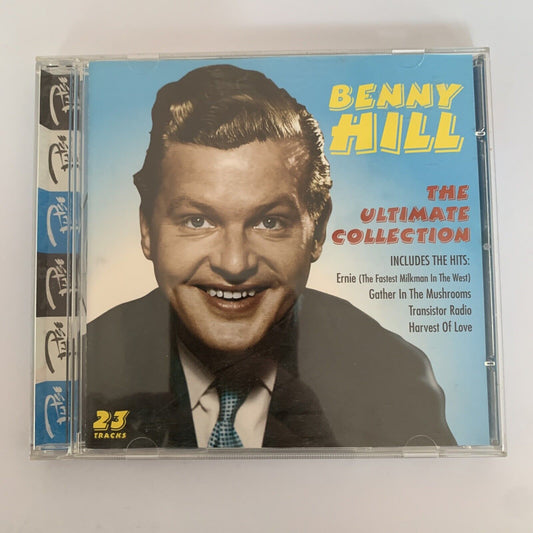 BENNY
HILL
THE
ULTIMATE
COLLECTION
INCLUDES THE HITS:
Ernie (The Fastest Milkman In The West)
Gather In The Mushrooms
Transistor Radio
Harvest Of Love
23
TRACKS